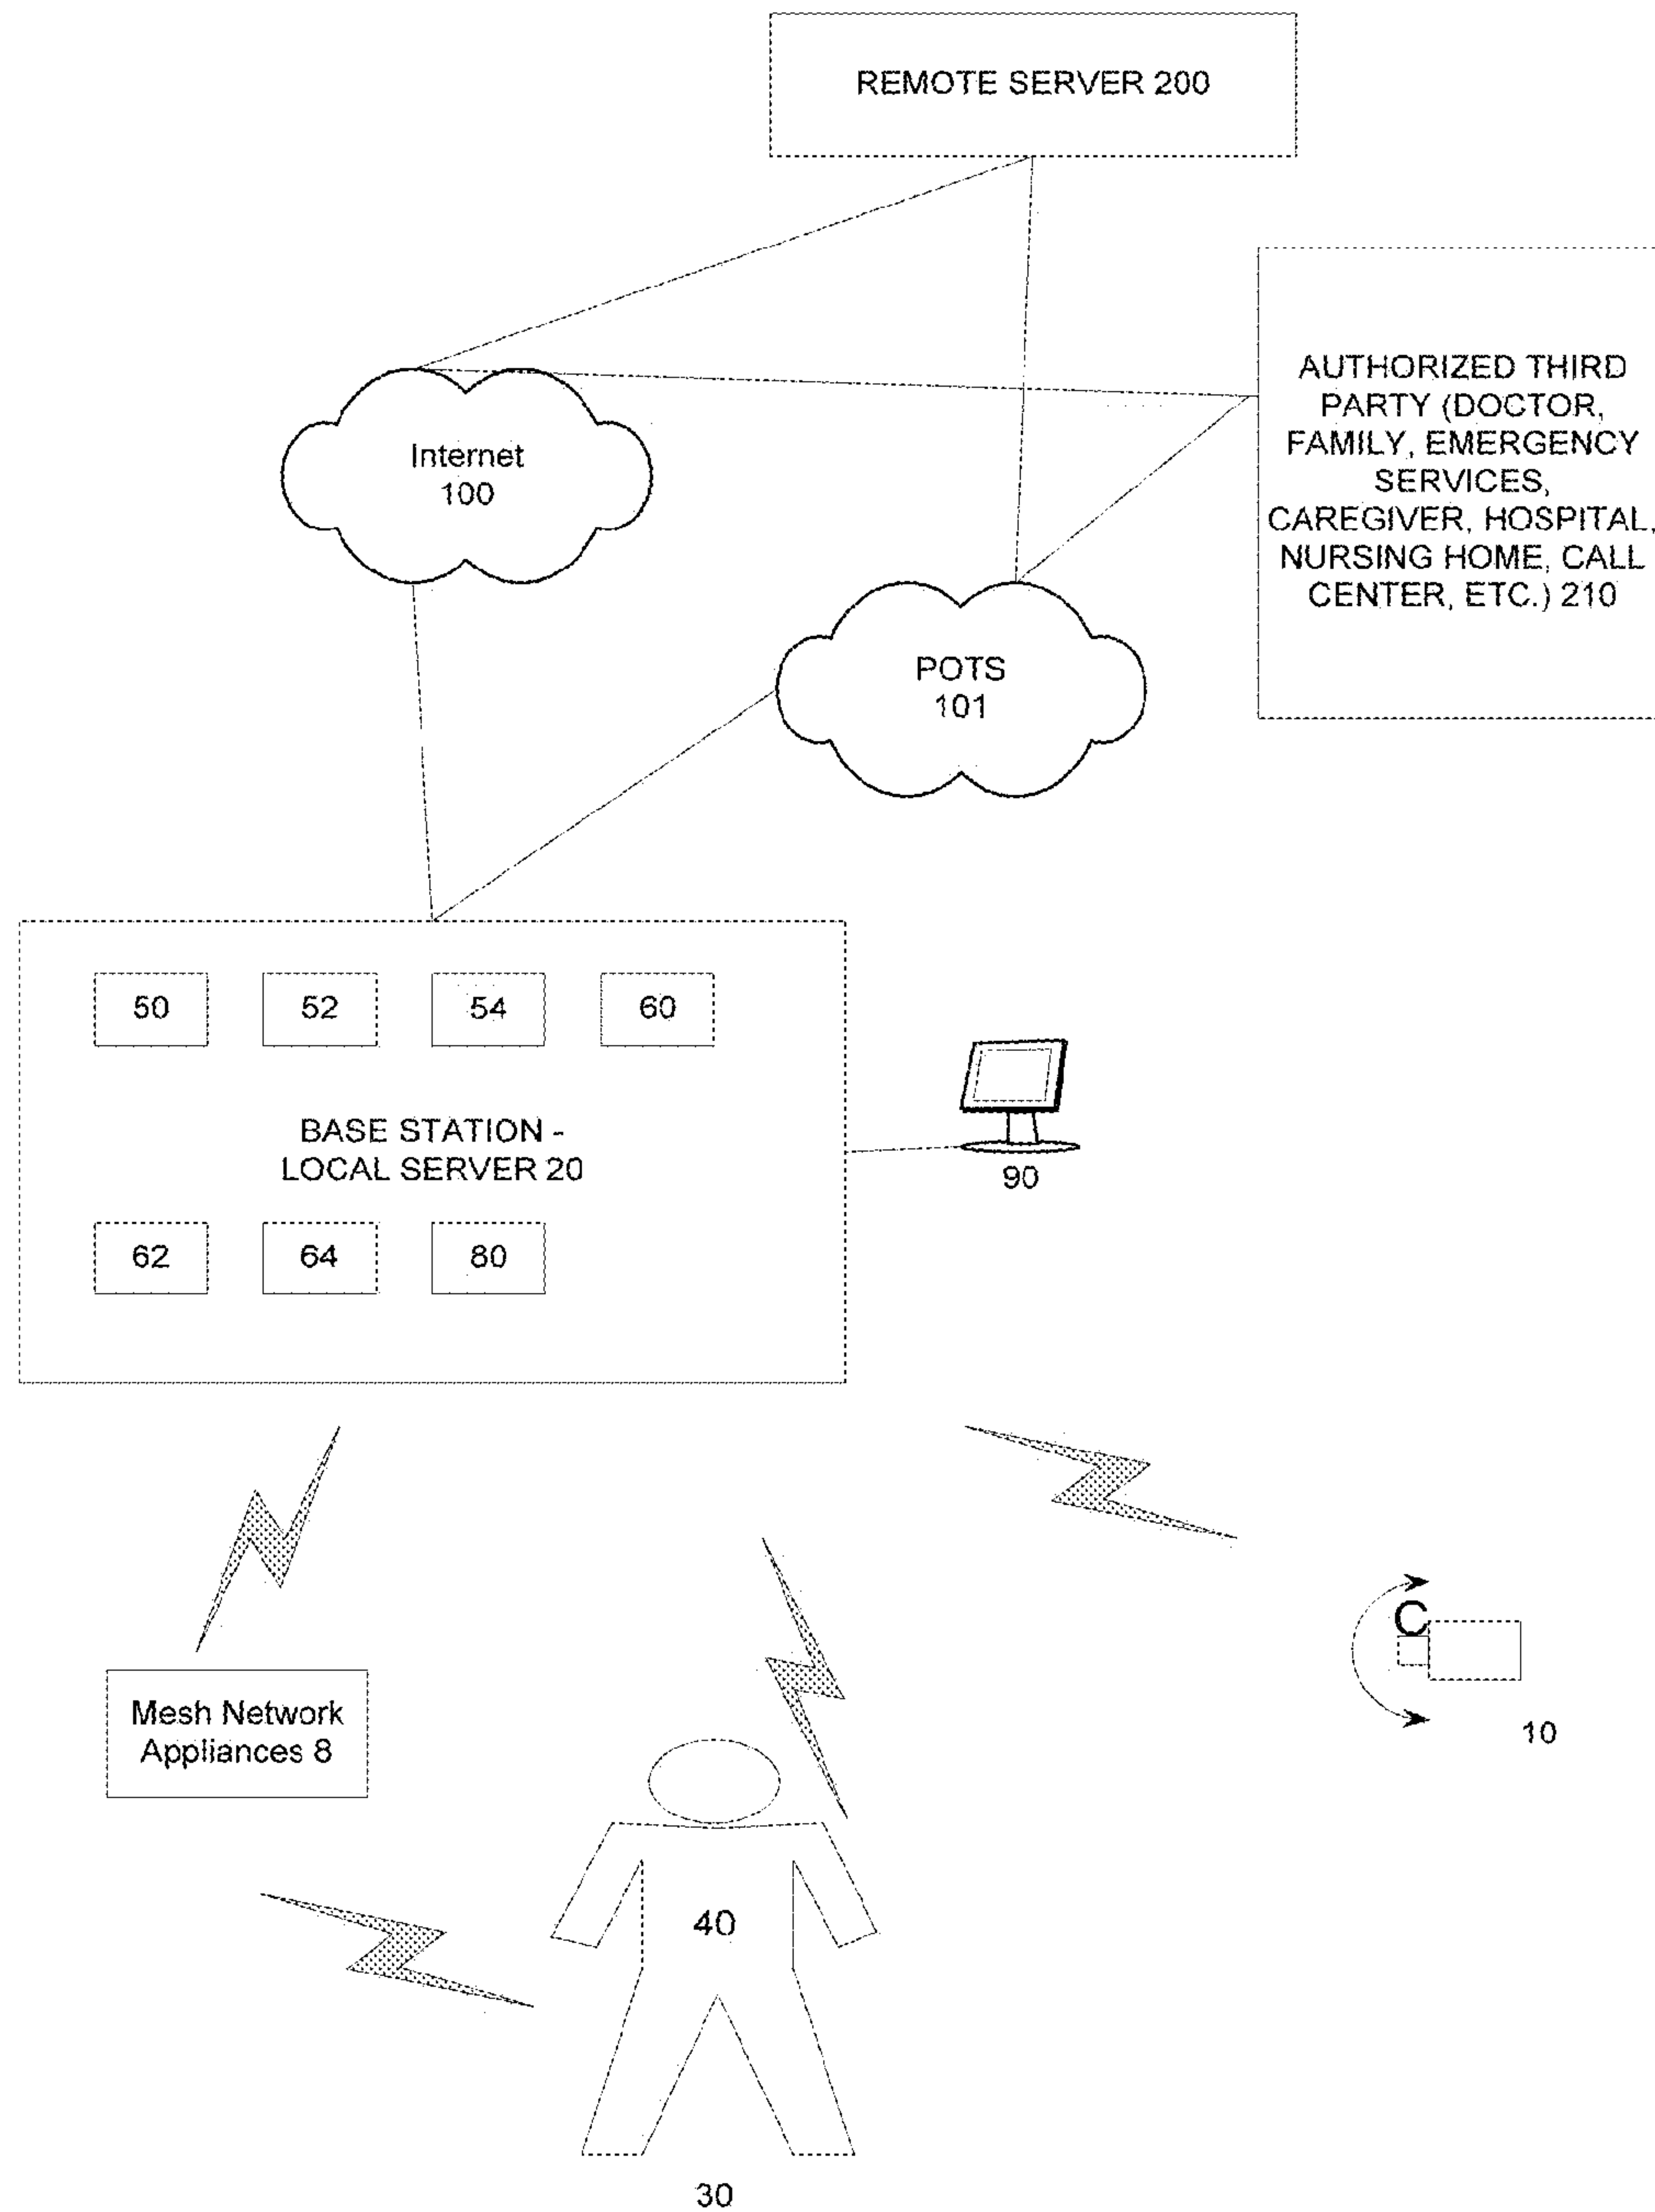 REMOTE SERVER 200
AUTHORIZED THIRD
PARTY (DOCTOR,
FAMILY, EMERGENCY
SERVICES,
CAREGIVER, HOSPITAL,
NURSING HOME, CALL
CENTER, ETC.) 210
Internet
100
POTS
101
50
52
54
60
BASE STATION -
LOCAL SERVER 20
90
62
64
80
Mesh Network
Appliances 8
C
10
40
30